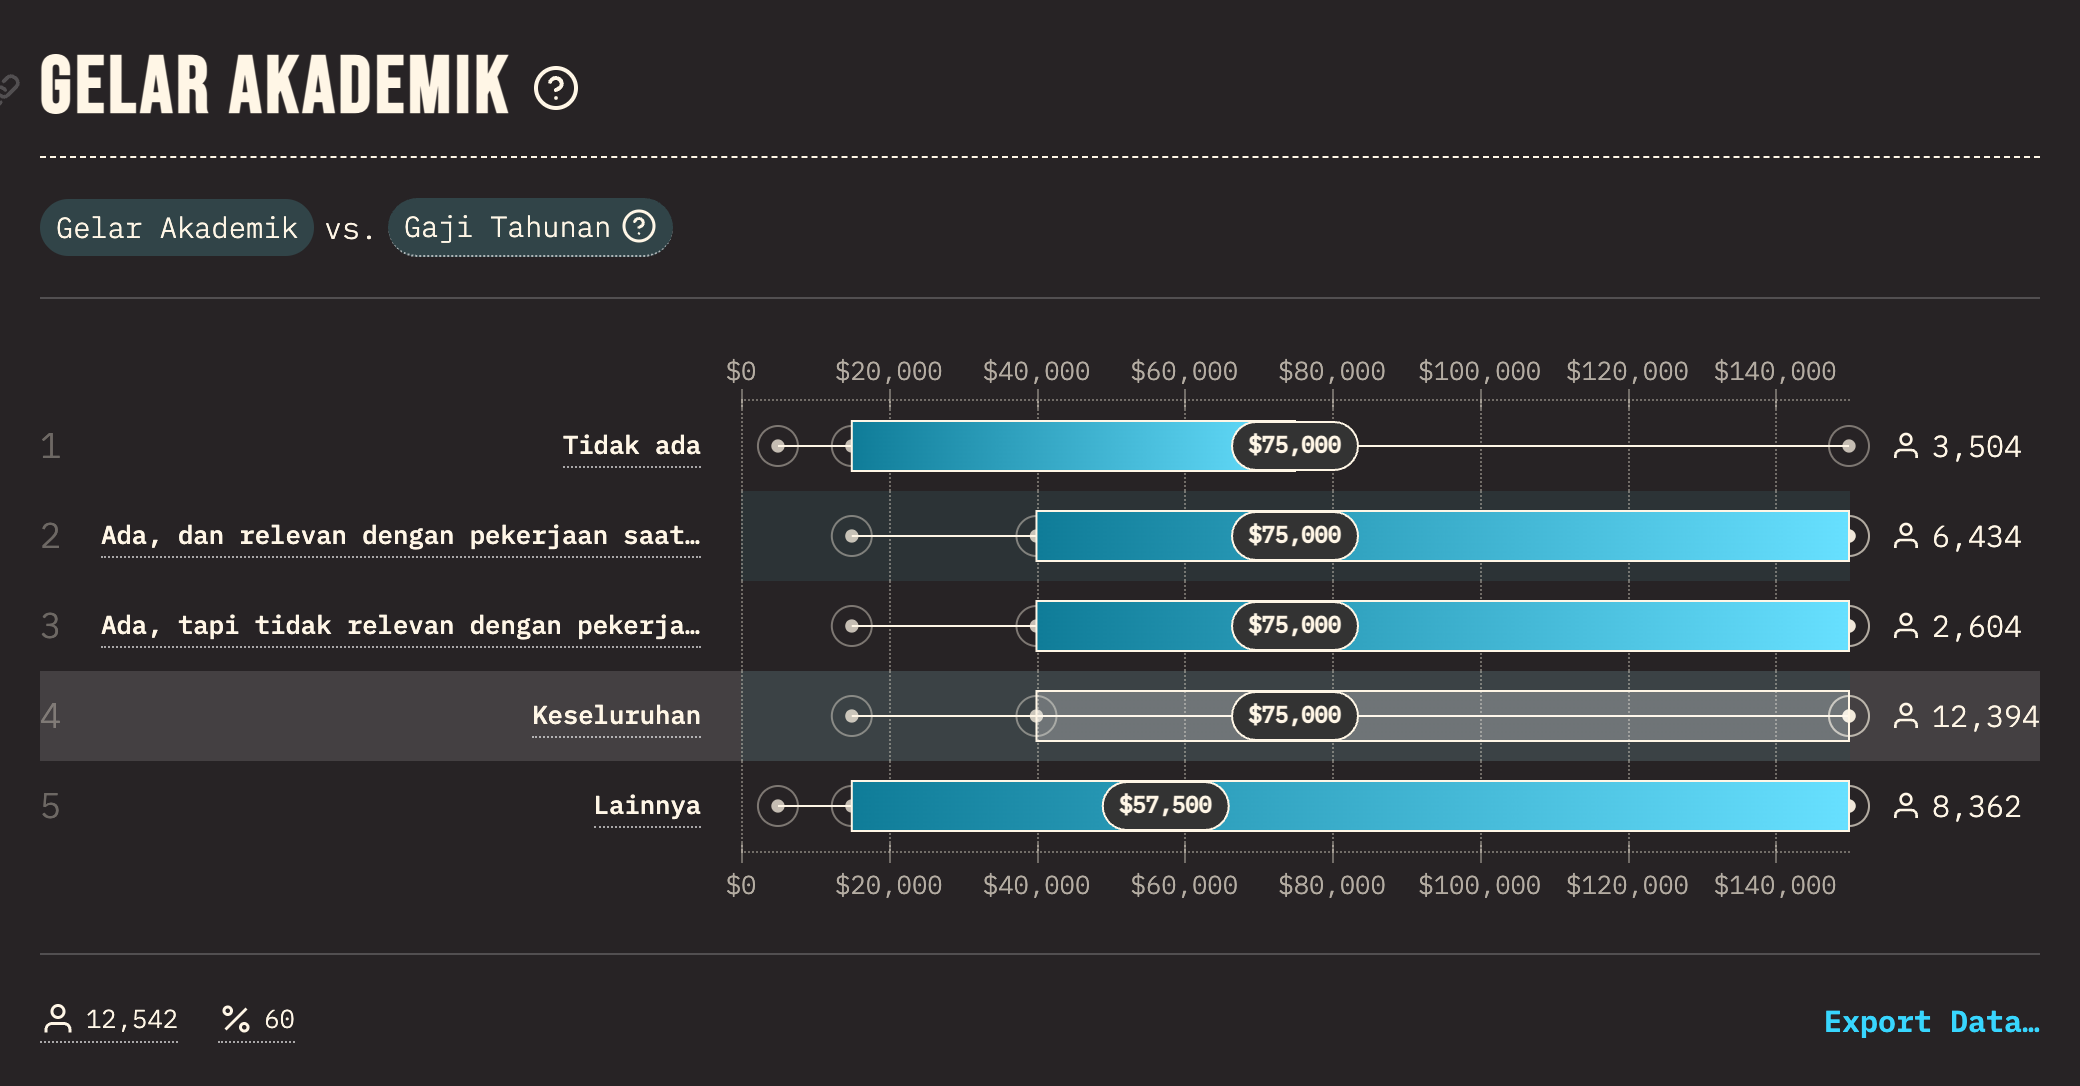 GELAR AKADEMIK
Gelar Akademik vs. Gaji Tahunan
$0 $20,000 $40,000 $60,000 $80,000 $100,000 $120,000 $140,000
1 Tidak ada $75,000 3,504
2 Ada, dan relevan dengan pekerjaan saat… $75,000 6,434
3 Ada, tapi tidak relevan dengan pekerja… $75,000 2,604
4 Keseluruhan $75,000 12,394
5 Lainnya $57,500 8,362
$0 $20,000 $40,000 $60,000 $80,000 $100,000 $120,000 $140,000
12,542 % 60 Export Data…